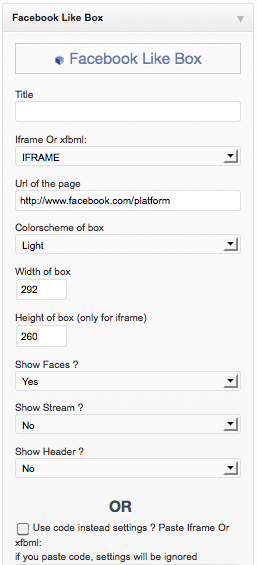 Facebook Like Box
Facebook Like Box
Title
Iframe Or xfbml:
IFRAME
Url of the page
http://www.facebook.com/platform
Colorscheme of box
Light
Width of box
292
Height of box (only for iframe)
260
Show Faces ?
Yes
Show Stream ?
No
Show Header ?
No
OR
Use code instead settings ? Paste Iframe Or
xfbml:
if you paste code, settings will be ignored